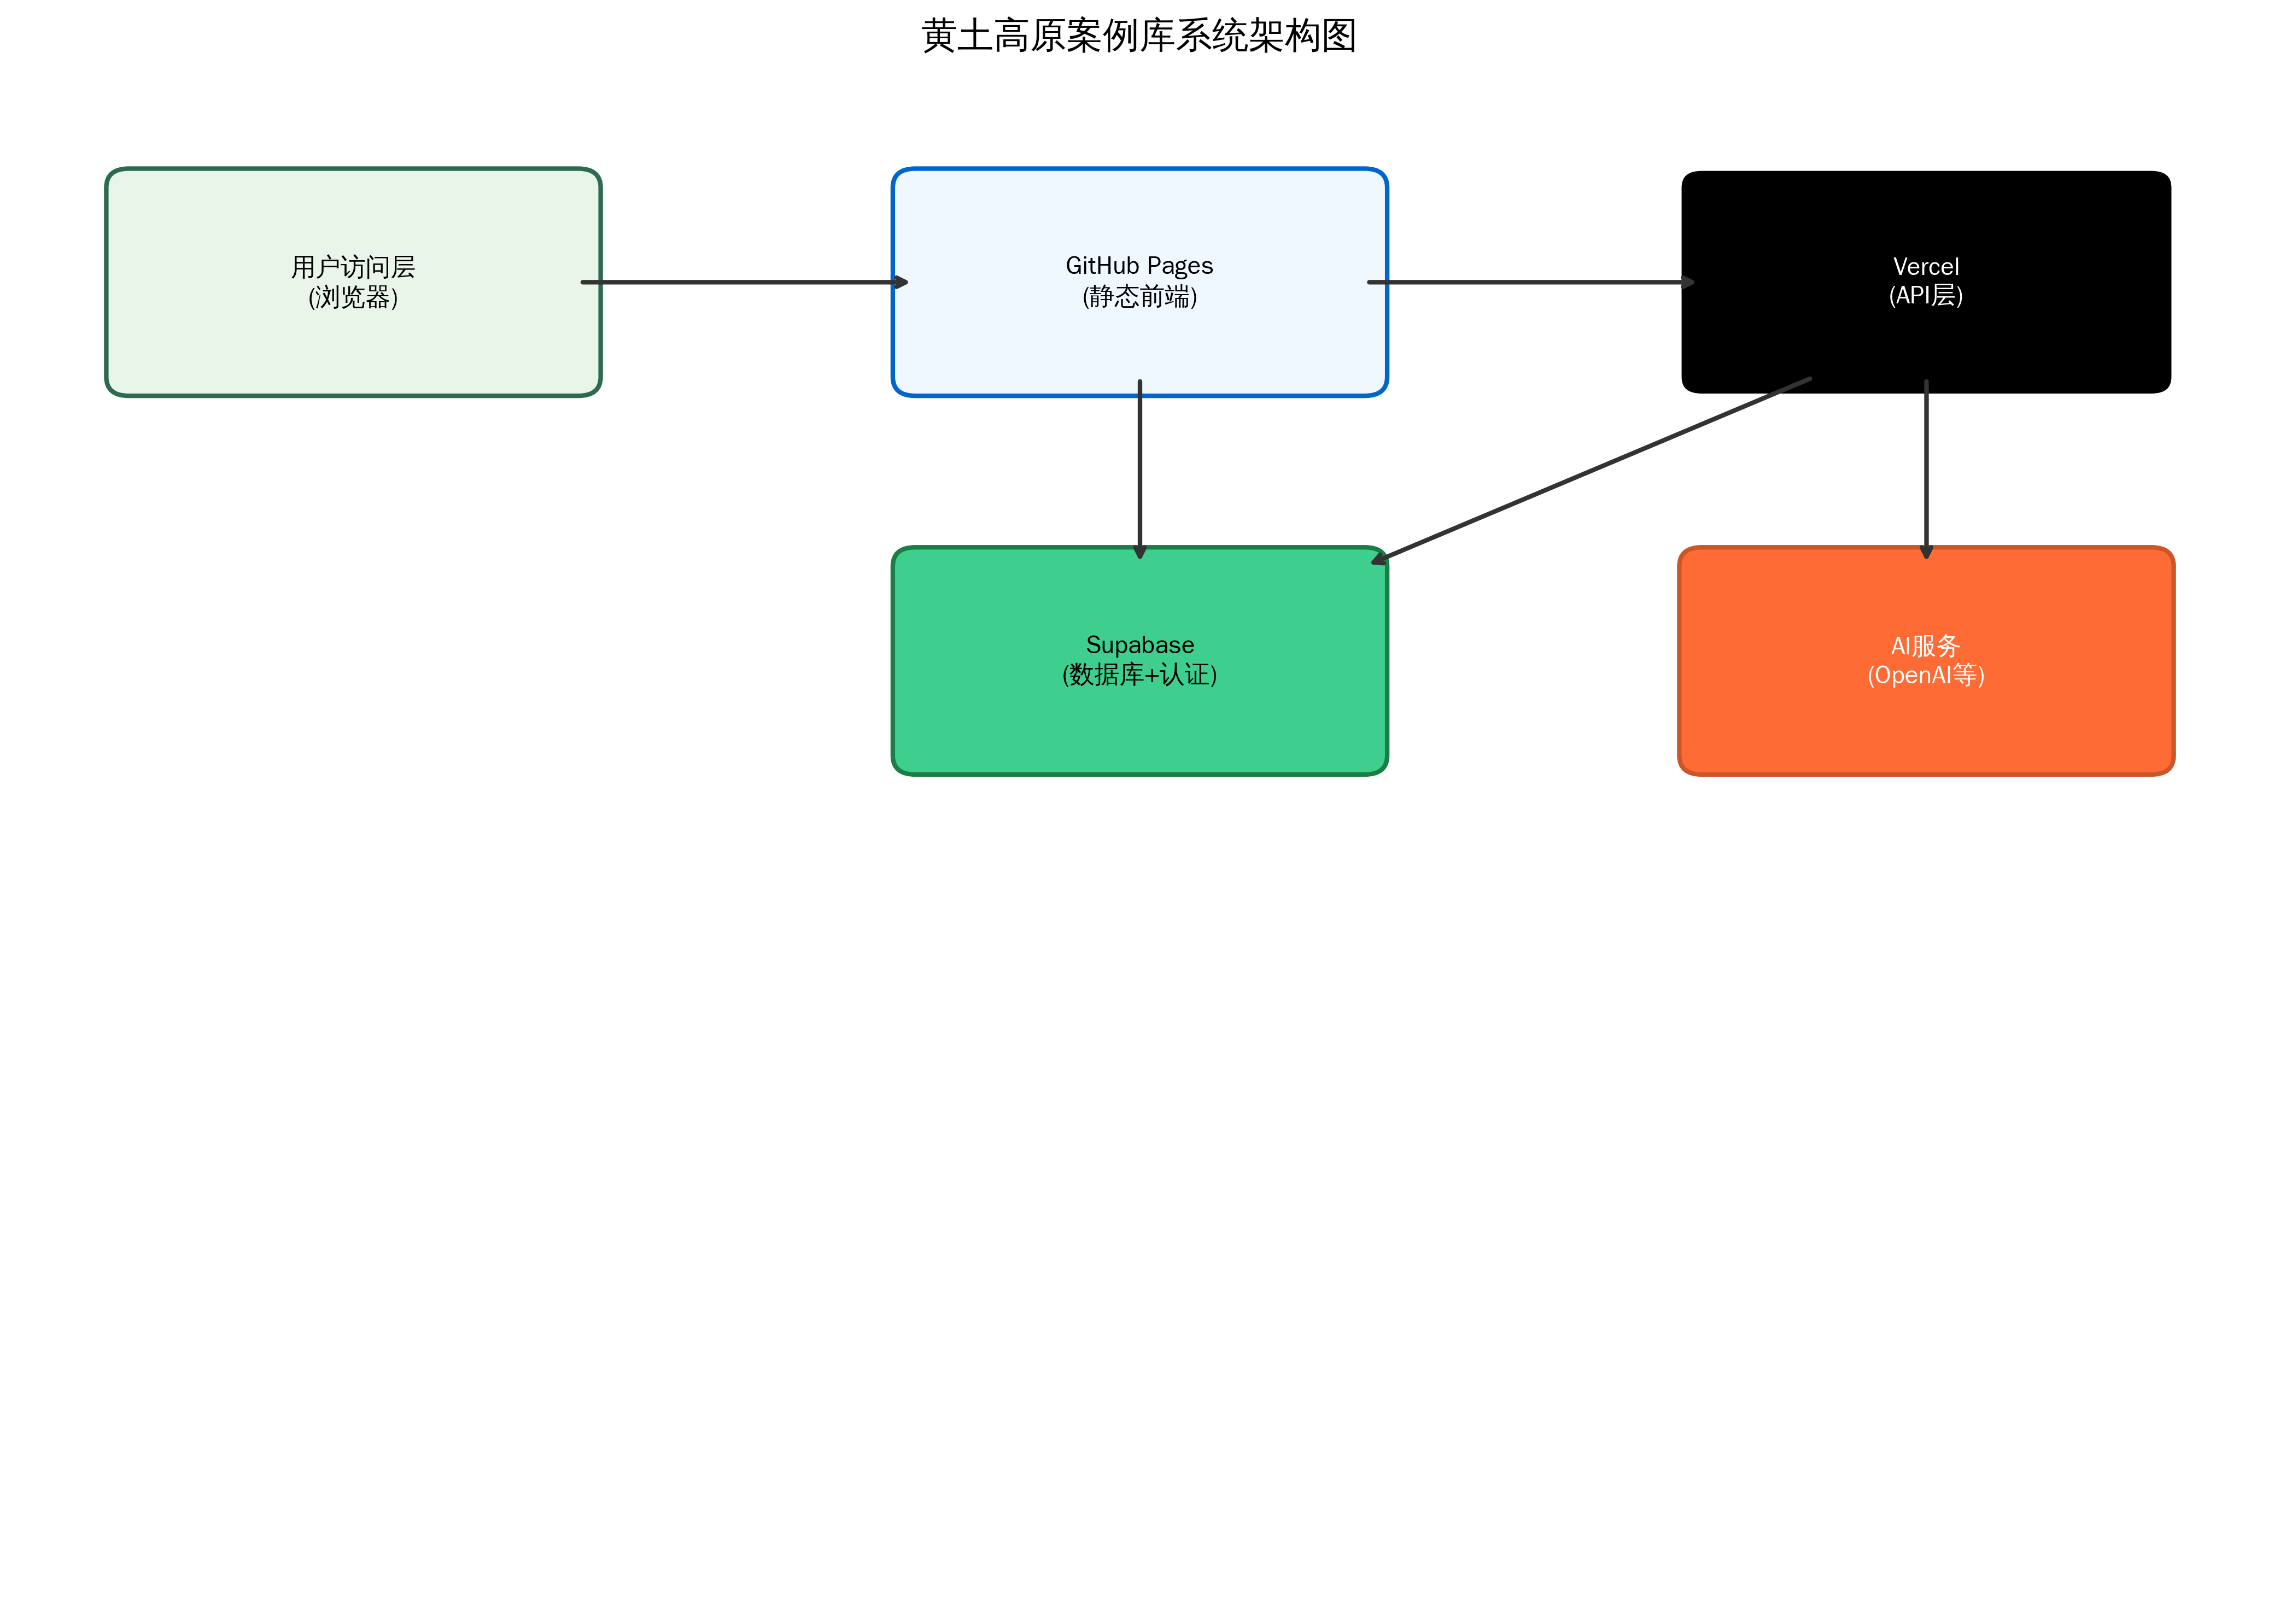 黄土高原案例库系统架构图
用户访问层
(浏览器)
GitHub Pages
(静态前端)
Vercel
(API层)
Supabase
(数据库+认证)
AI服务
(OpenAI等)